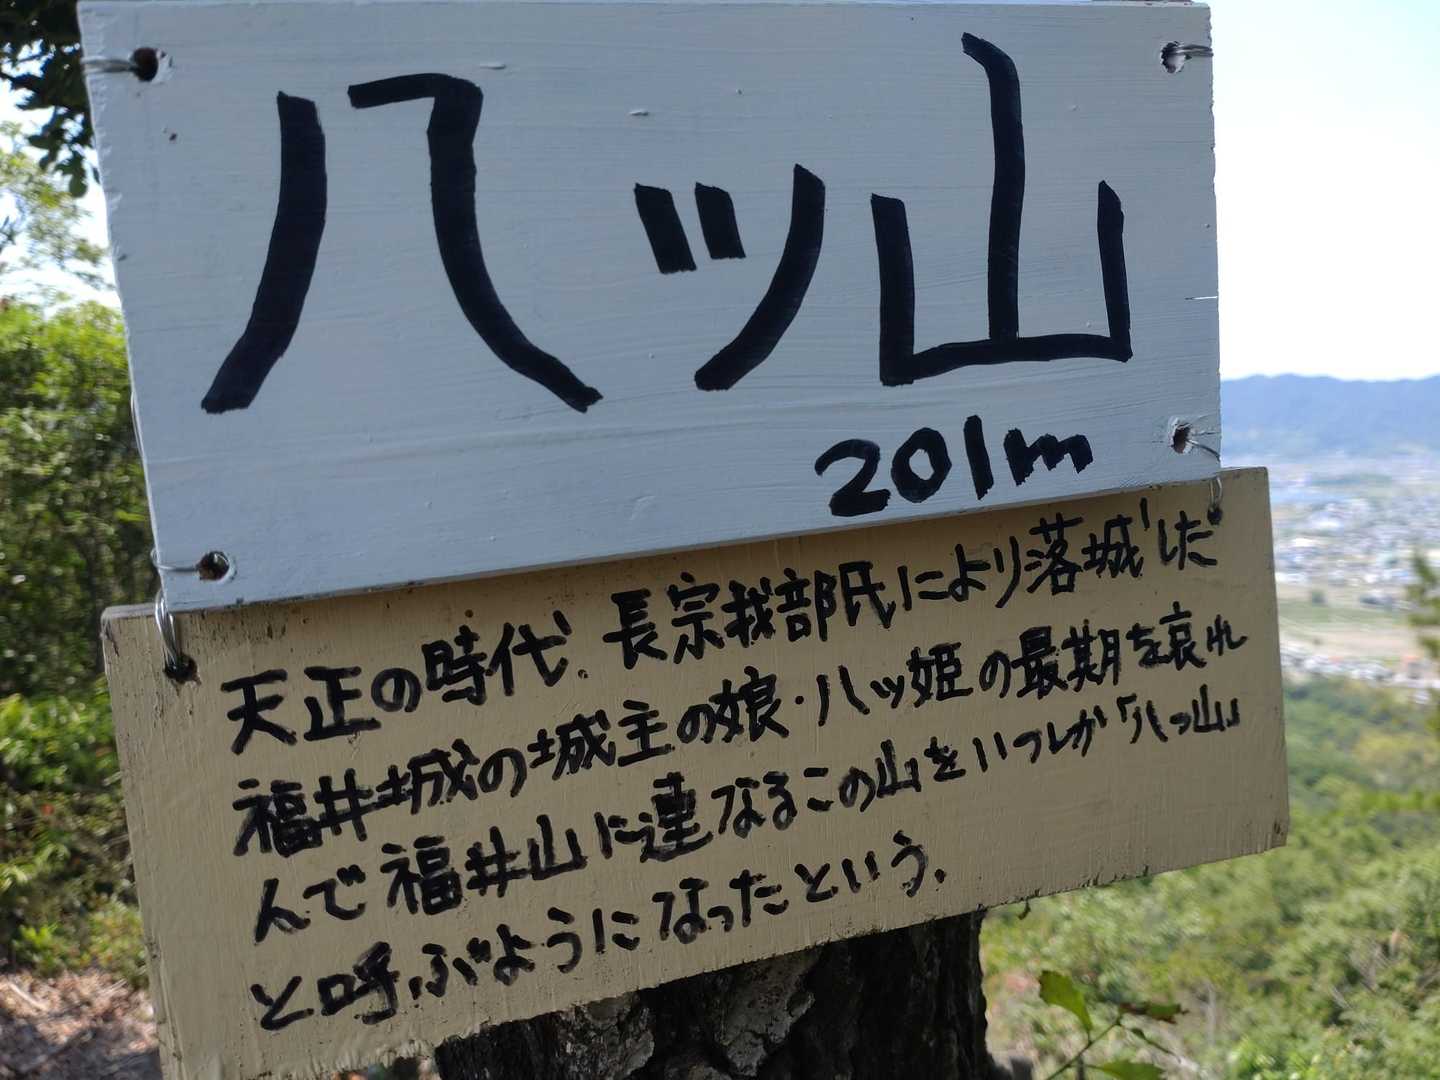 八ッ山
201m
天正の時代、長宗我部氏により落城した
福井城の城主の娘・八ッ姫の最期を哀れ
んで福井山に連なるこの山をいつしか「八ッ山」
と呼ぶようになったという。